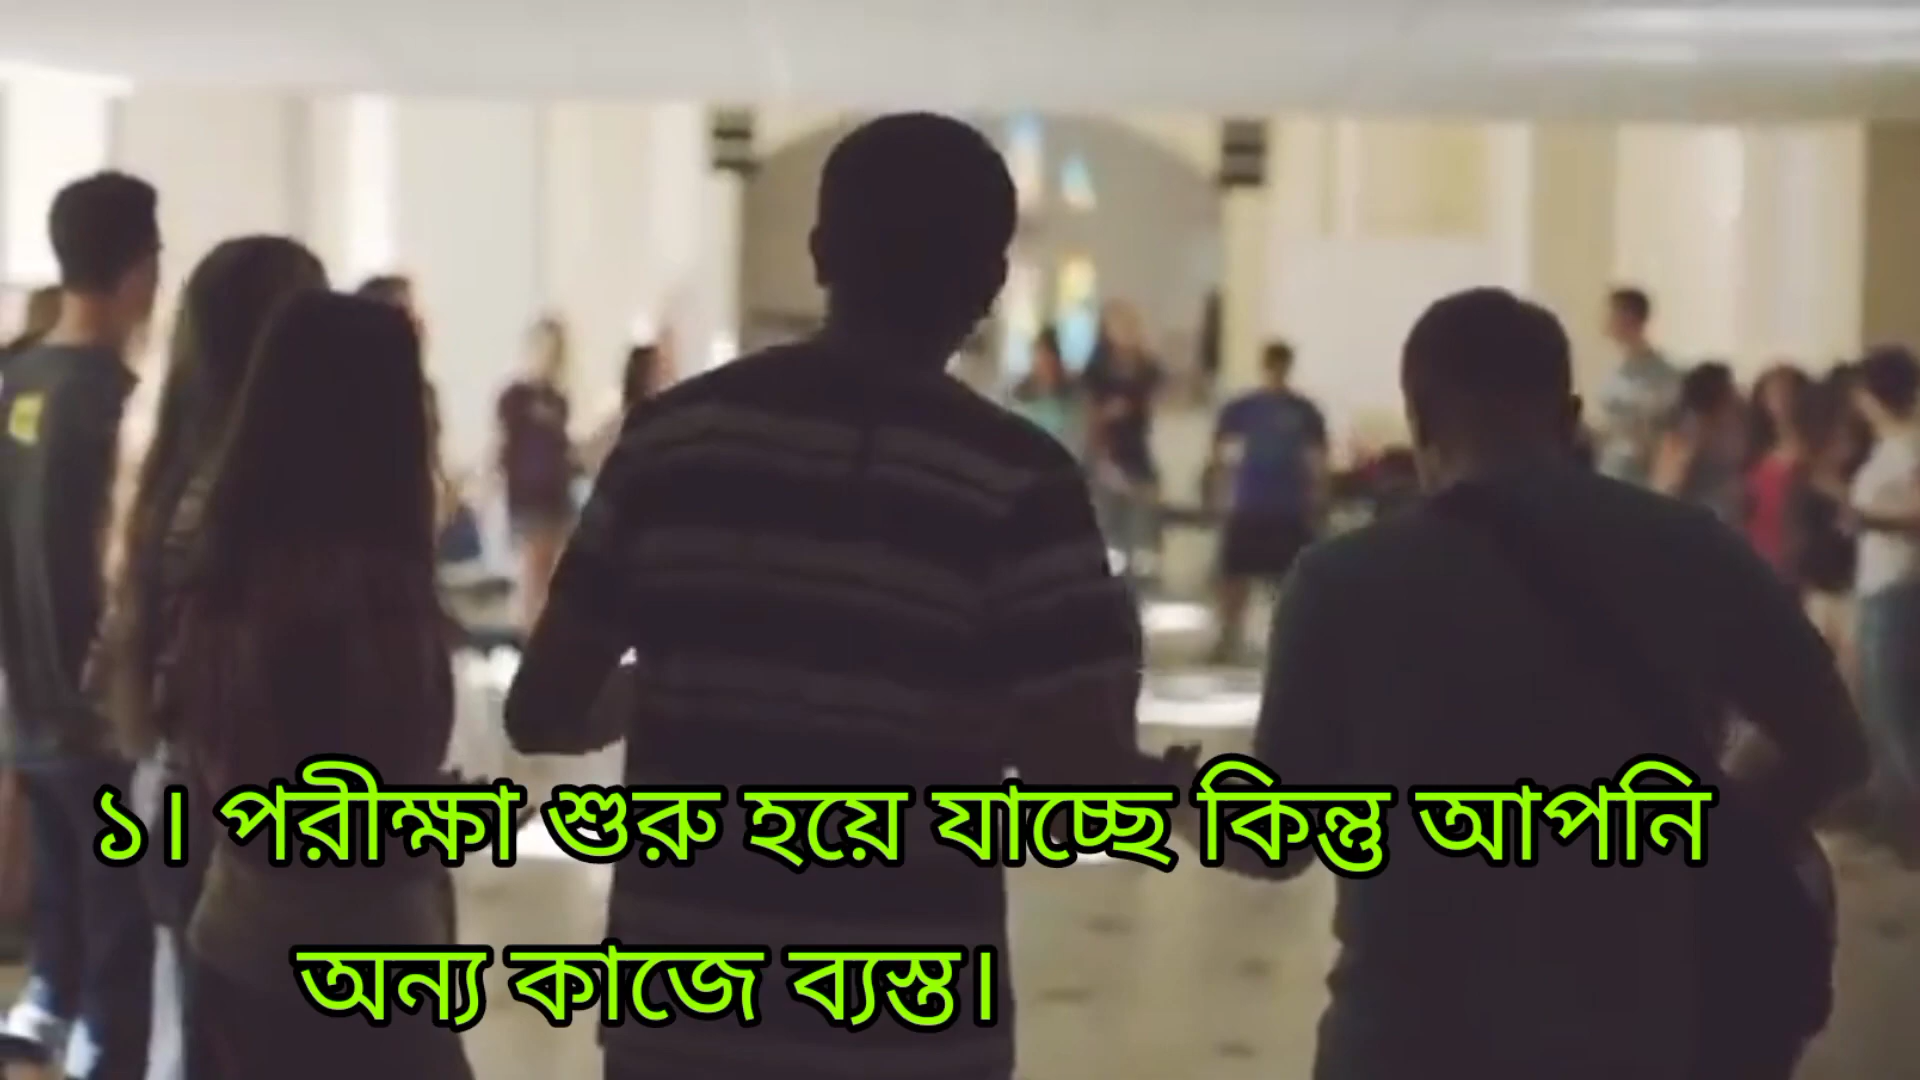 ১। পরীক্ষা শুরু হয়ে যাচ্ছে কিন্তু আপনি
অন্য কাজে ব্যস্ত।